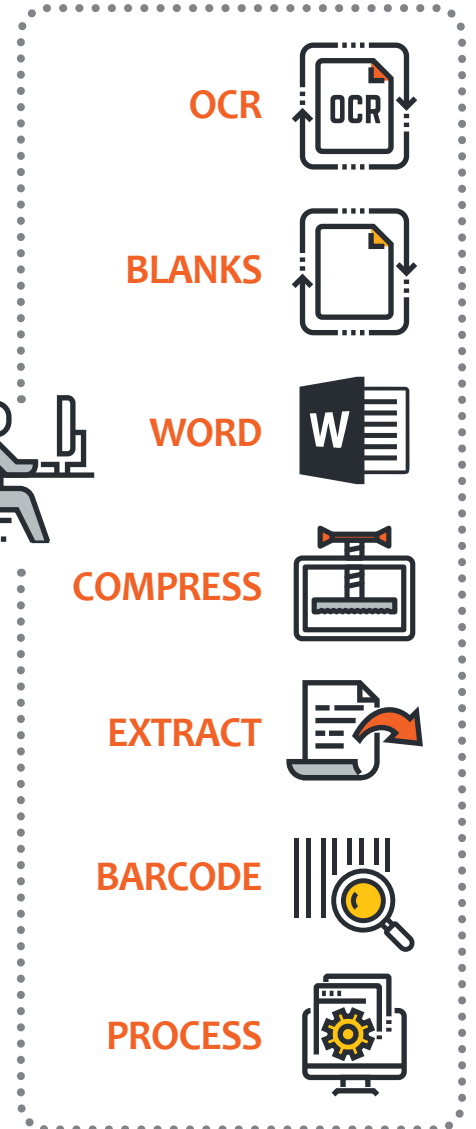 OCR
OCR
BLANKS
WORD
W
COMPRESS
EXTRACT
BARCODE
PROCESS